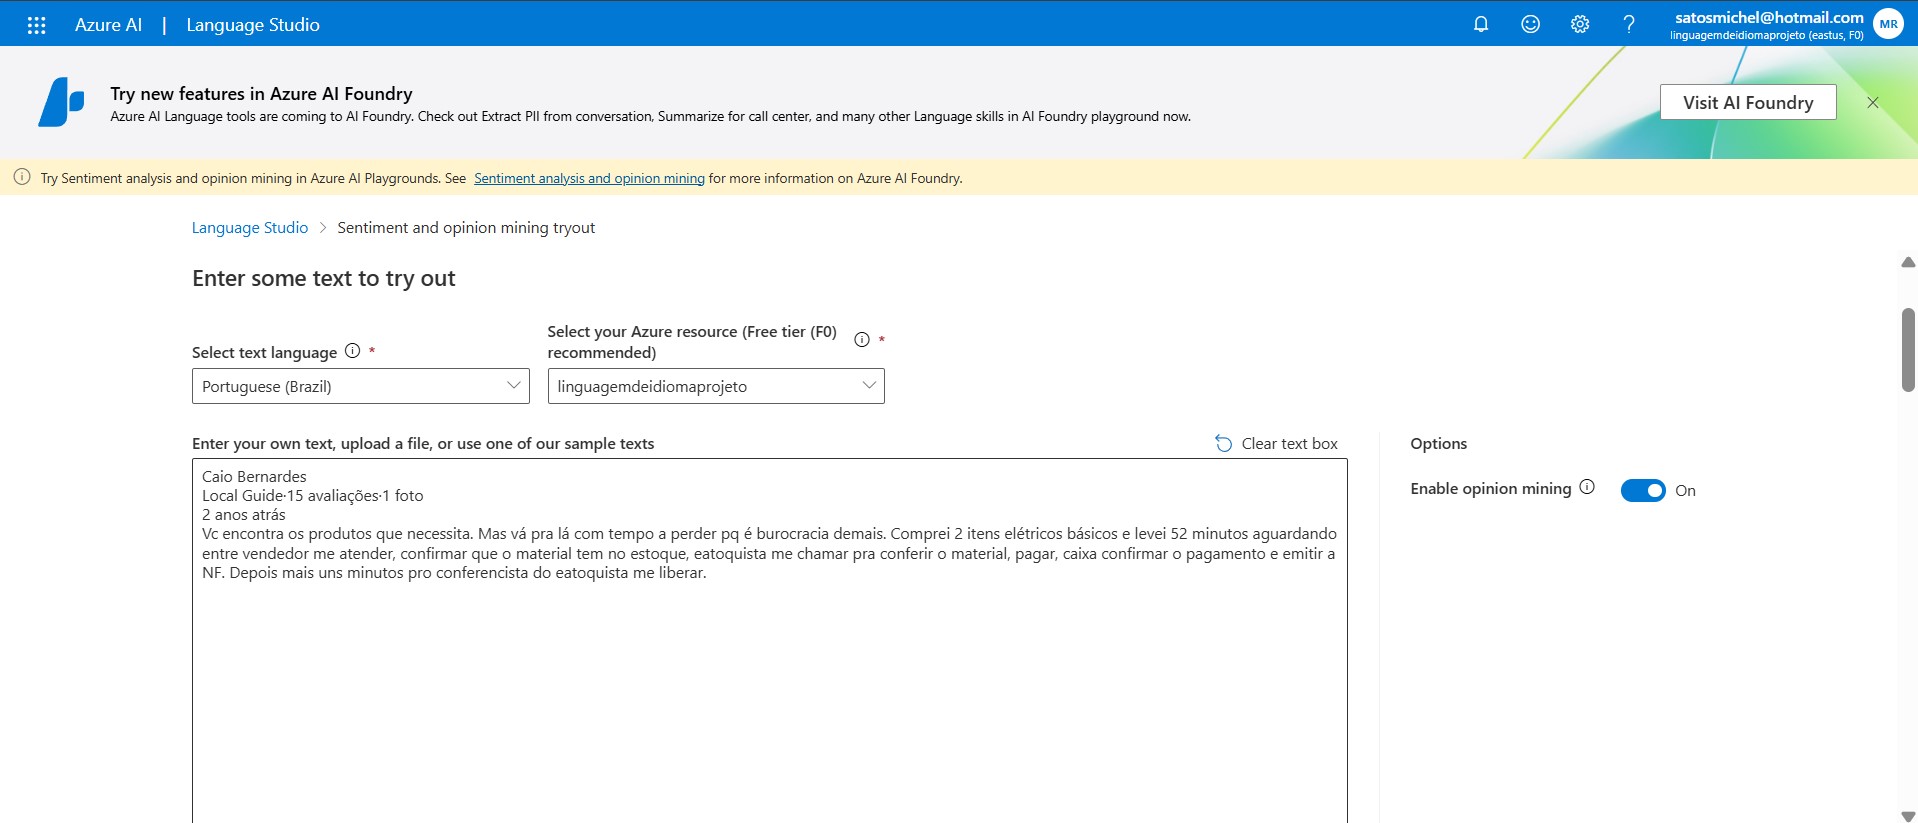 Azure AI | Language Studio
satosmichel@hotmail.com
linguagemdeidiomaprojeto (eastus, F0)
MR
Try new features in Azure AI Foundry
Azure AI Language tools are coming to AI Foundry. Check out Extract PII from conversation, Summarize for call center, and many other Language skills in AI Foundry playground now.
Visit AI Foundry
Try Sentiment analysis and opinion mining in Azure AI Playgrounds. See Sentiment analysis and opinion mining for more information on Azure AI Foundry.
Language Studio > Sentiment and opinion mining tryout
Enter some text to try out
Select text language *
Portuguese (Brazil)
Select your Azure resource (Free tier (F0)
recommended) *
linguagemdeidiomaprojeto
Enter your own text, upload a file, or use one of our sample texts
Clear text box
Caio Bernardes
Local Guide·15 avaliações·1 foto
2 anos atrás
Vc encontra os produtos que necessita. Mas vá pra lá com tempo a perder pq é burocracia demais. Comprei 2 itens elétricos básicos e levei 52 minutos aguardando
entre vendedor me atender, confirmar que o material tem no estoque, eatoquista me chamar pra conferir o material, pagar, caixa confirmar o pagamento e emitir a
NF. Depois mais uns minutos pro conferencista do eatoquista me liberar.
Options
Enable opinion mining
On